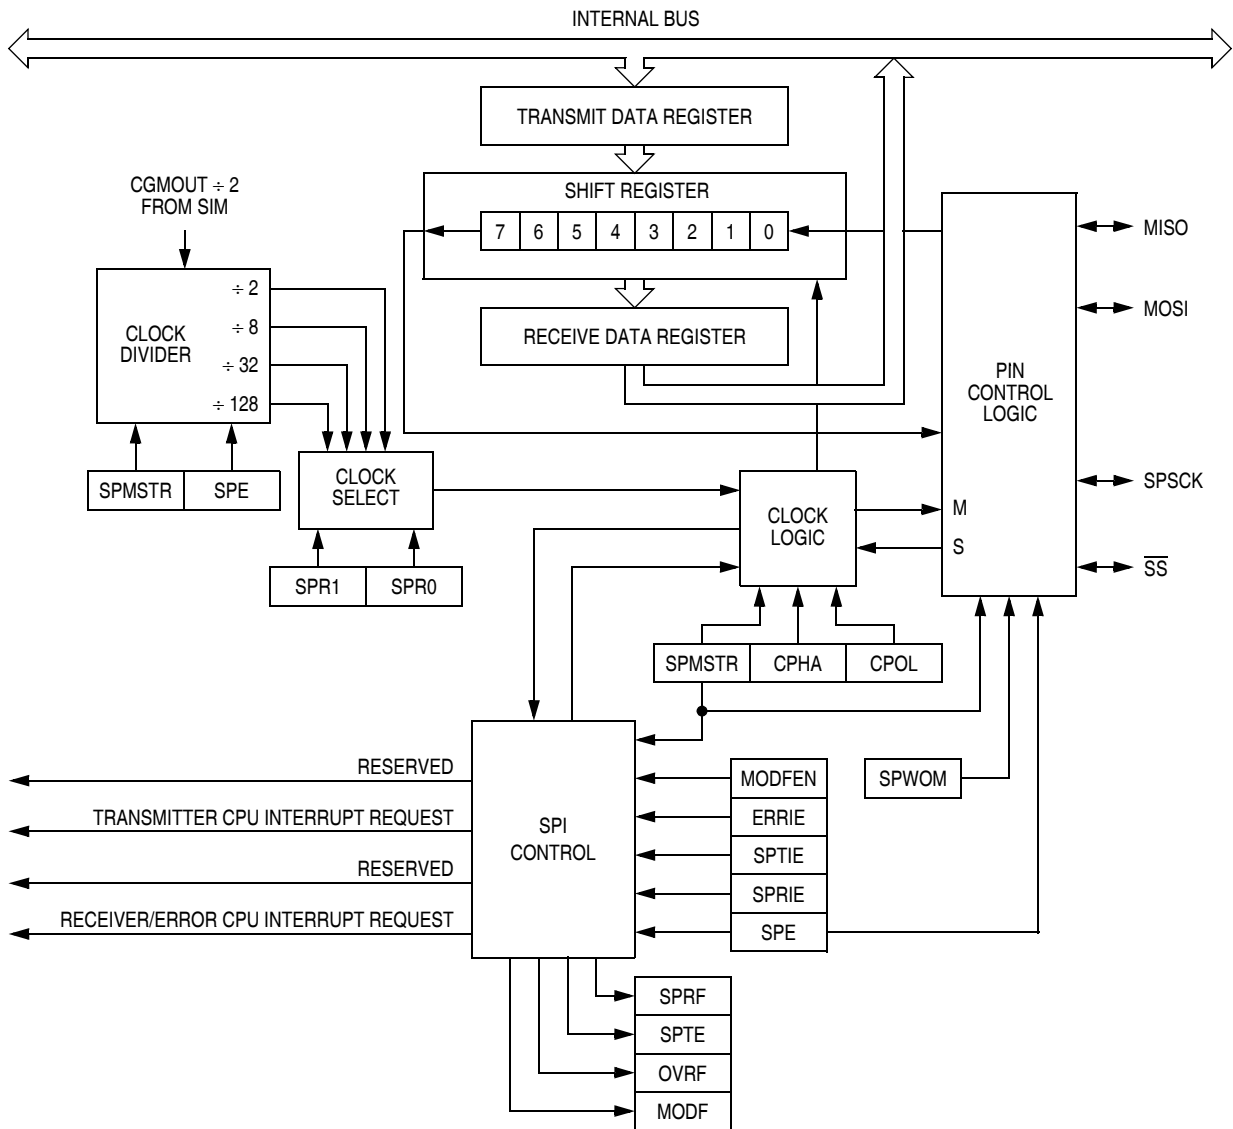 INTERNAL BUS
TRANSMIT DATA REGISTER
CGMOUT ÷ 2
FROM SIM
SHIFT REGISTER
7 6 5 4 3 2 1 0
MISO
÷ 2
÷ 8
÷ 32
÷ 128
CLOCK
DIVIDER
RECEIVE DATA REGISTER
MOSI
PIN
CONTROL
LOGIC
SPMSTR SPE
CLOCK
SELECT
SPSCK
CLOCK
LOGIC
M
S
SS
SPR1 SPR0
SPMSTR CPHA CPOL
RESERVED
TRANSMITTER CPU INTERRUPT REQUEST
RESERVED
RECEIVER/ERROR CPU INTERRUPT REQUEST
SPI
CONTROL
MODFEN
ERRIE
SPTIE
SPRIE
SPE
SPWOM
SPRF
SPTE
OVRF
MODF